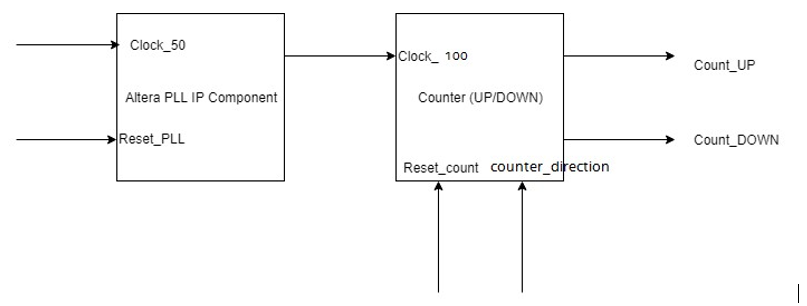 Clock_50
Altera PLL IP Component
Reset_PLL
Clock_ 100
Counter (UP/DOWN)
Reset_count counter_direction
Count_UP
Count_DOWN